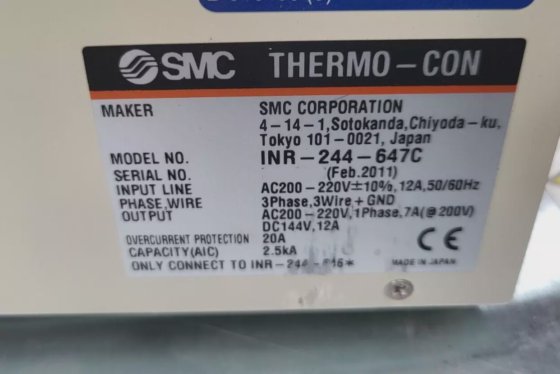 SMC THERMO-CON
MAKER SMC CORPORATION
4-14-1,Sotokanda,Chiyoda-ku,
Tokyo 101-0021, Japan
MODEL NO. INR-244-647C
SERIAL NO. (Feb.2011)
INPUT LINE AC200-220V±10%,12A,50/60Hz
PHASE,WIRE 3Phase,3Wire+GND
OUTPUT AC200-220V,1Phase,7A(@200V)
DC144V,12A
OVERCURRENT PROTECTION 20A
CAPACITY(AIC) 2.5kA CE
ONLY CONNECT TO INR-244- MADE IN JAPAN